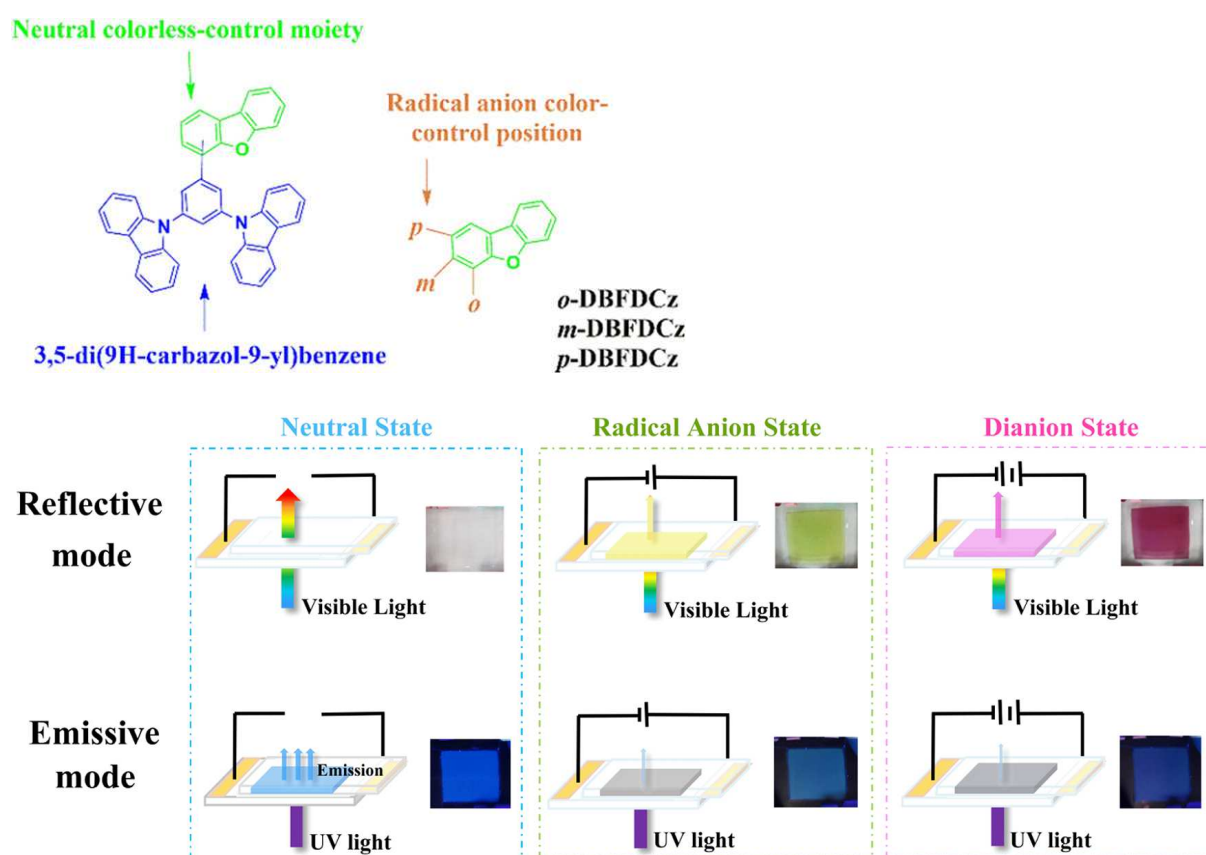 Neutral colorless-control moiety
O
N
N
3,5-di(9H-carbazol-9-yl)benzene
Radical anion color-
control position
p
m
o
O
o-DBFDCz
m-DBFDCz
p-DBFDCz
Neutral State
Radical Anion State
Dianion State
Reflective
mode
Visible Light
Visible Light
Visible Light
Emissive
mode
Emission
UV light
UV light
UV light